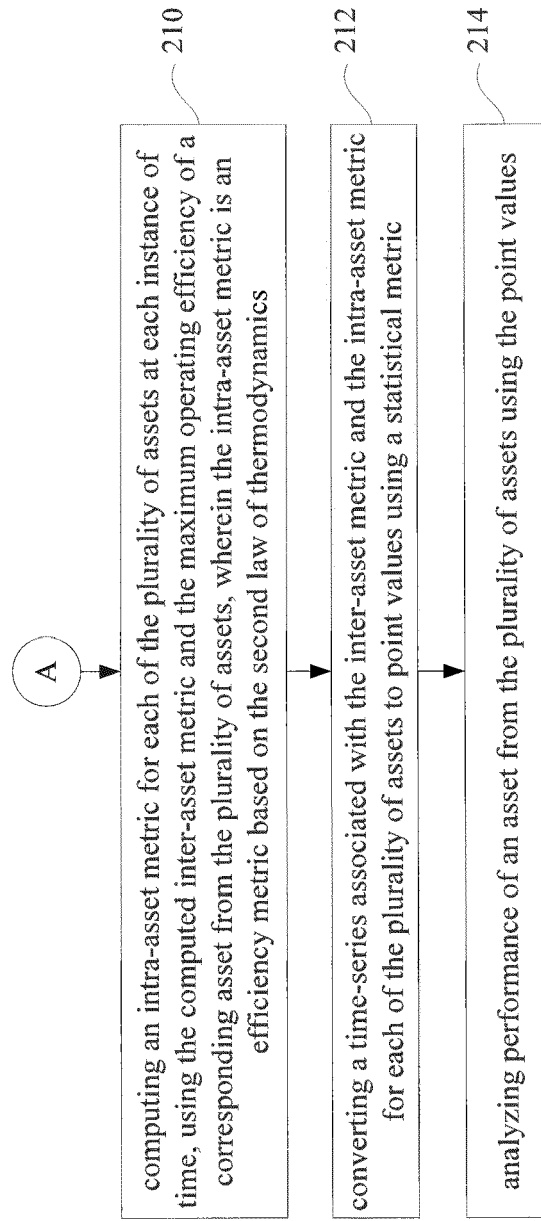 A
computing an intra-asset metric for each of the plurality of assets at each instance of
time, using the computed inter-asset metric and the maximum operating efficiency of a
corresponding asset from the plurality of assets, wherein the intra-asset metric is an
efficiency metric based on the second law of thermodynamics
210
converting a time-series associated with the inter-asset metric and the intra-asset metric
for each of the plurality of assets to point values using a statistical metric
212
analyzing performance of an asset from the plurality of assets using the point values
214